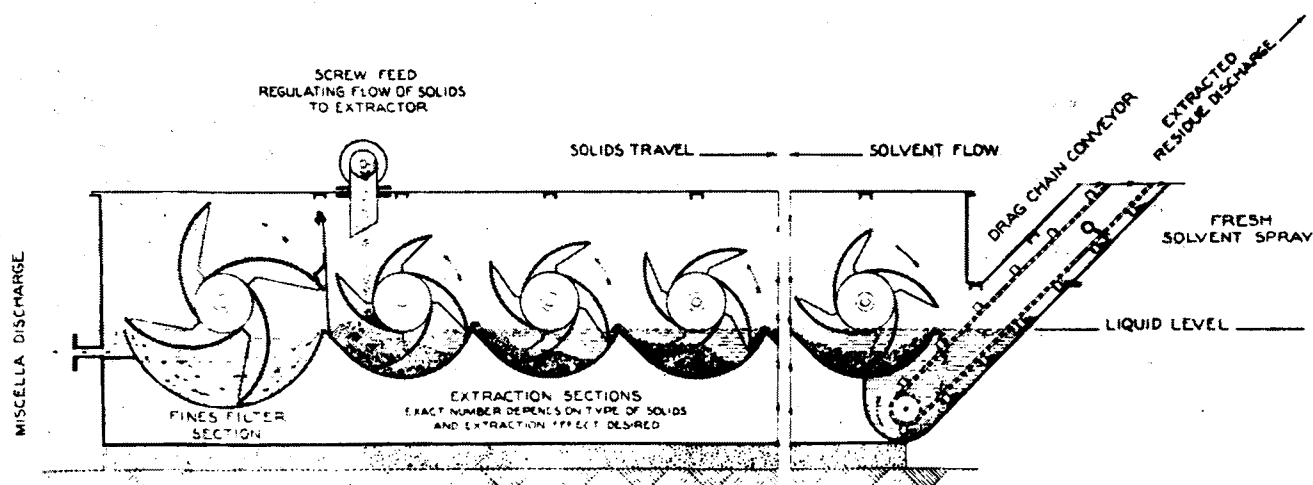 SCREW FEED
REGULATING FLOW OF SOLIDS
TO EXTRACTOR
SOLIDS TRAVEL
SOLVENT FLOW
DRAG CHAIN CONVEYOR
EXTRACTED
RESIDUE DISCHARGE
FRESH
SOLVENT SPRAY
MISCELLA DISCHARGE
LIQUID LEVEL
FINES FILTER
SECTION
EXTRACTION SECTIONS
EXACT NUMBER DEPENDS ON TYPE OF SOLIDS
AND EXTRACTION EFFECT DESIRED